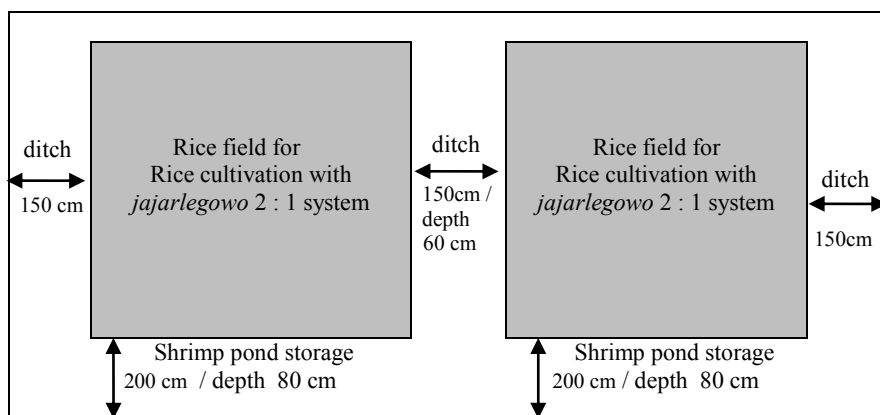 ditch
150 cm
Rice field for
Rice cultivation with
jajarlegowo 2 : 1 system
ditch
150cm /
depth
60 cm
Rice field for
Rice cultivation with
jajarlegowo 2 : 1 system
ditch
150cm
Shrimp pond storage
200 cm / depth 80 cm
Shrimp pond storage
200 cm / depth 80 cm